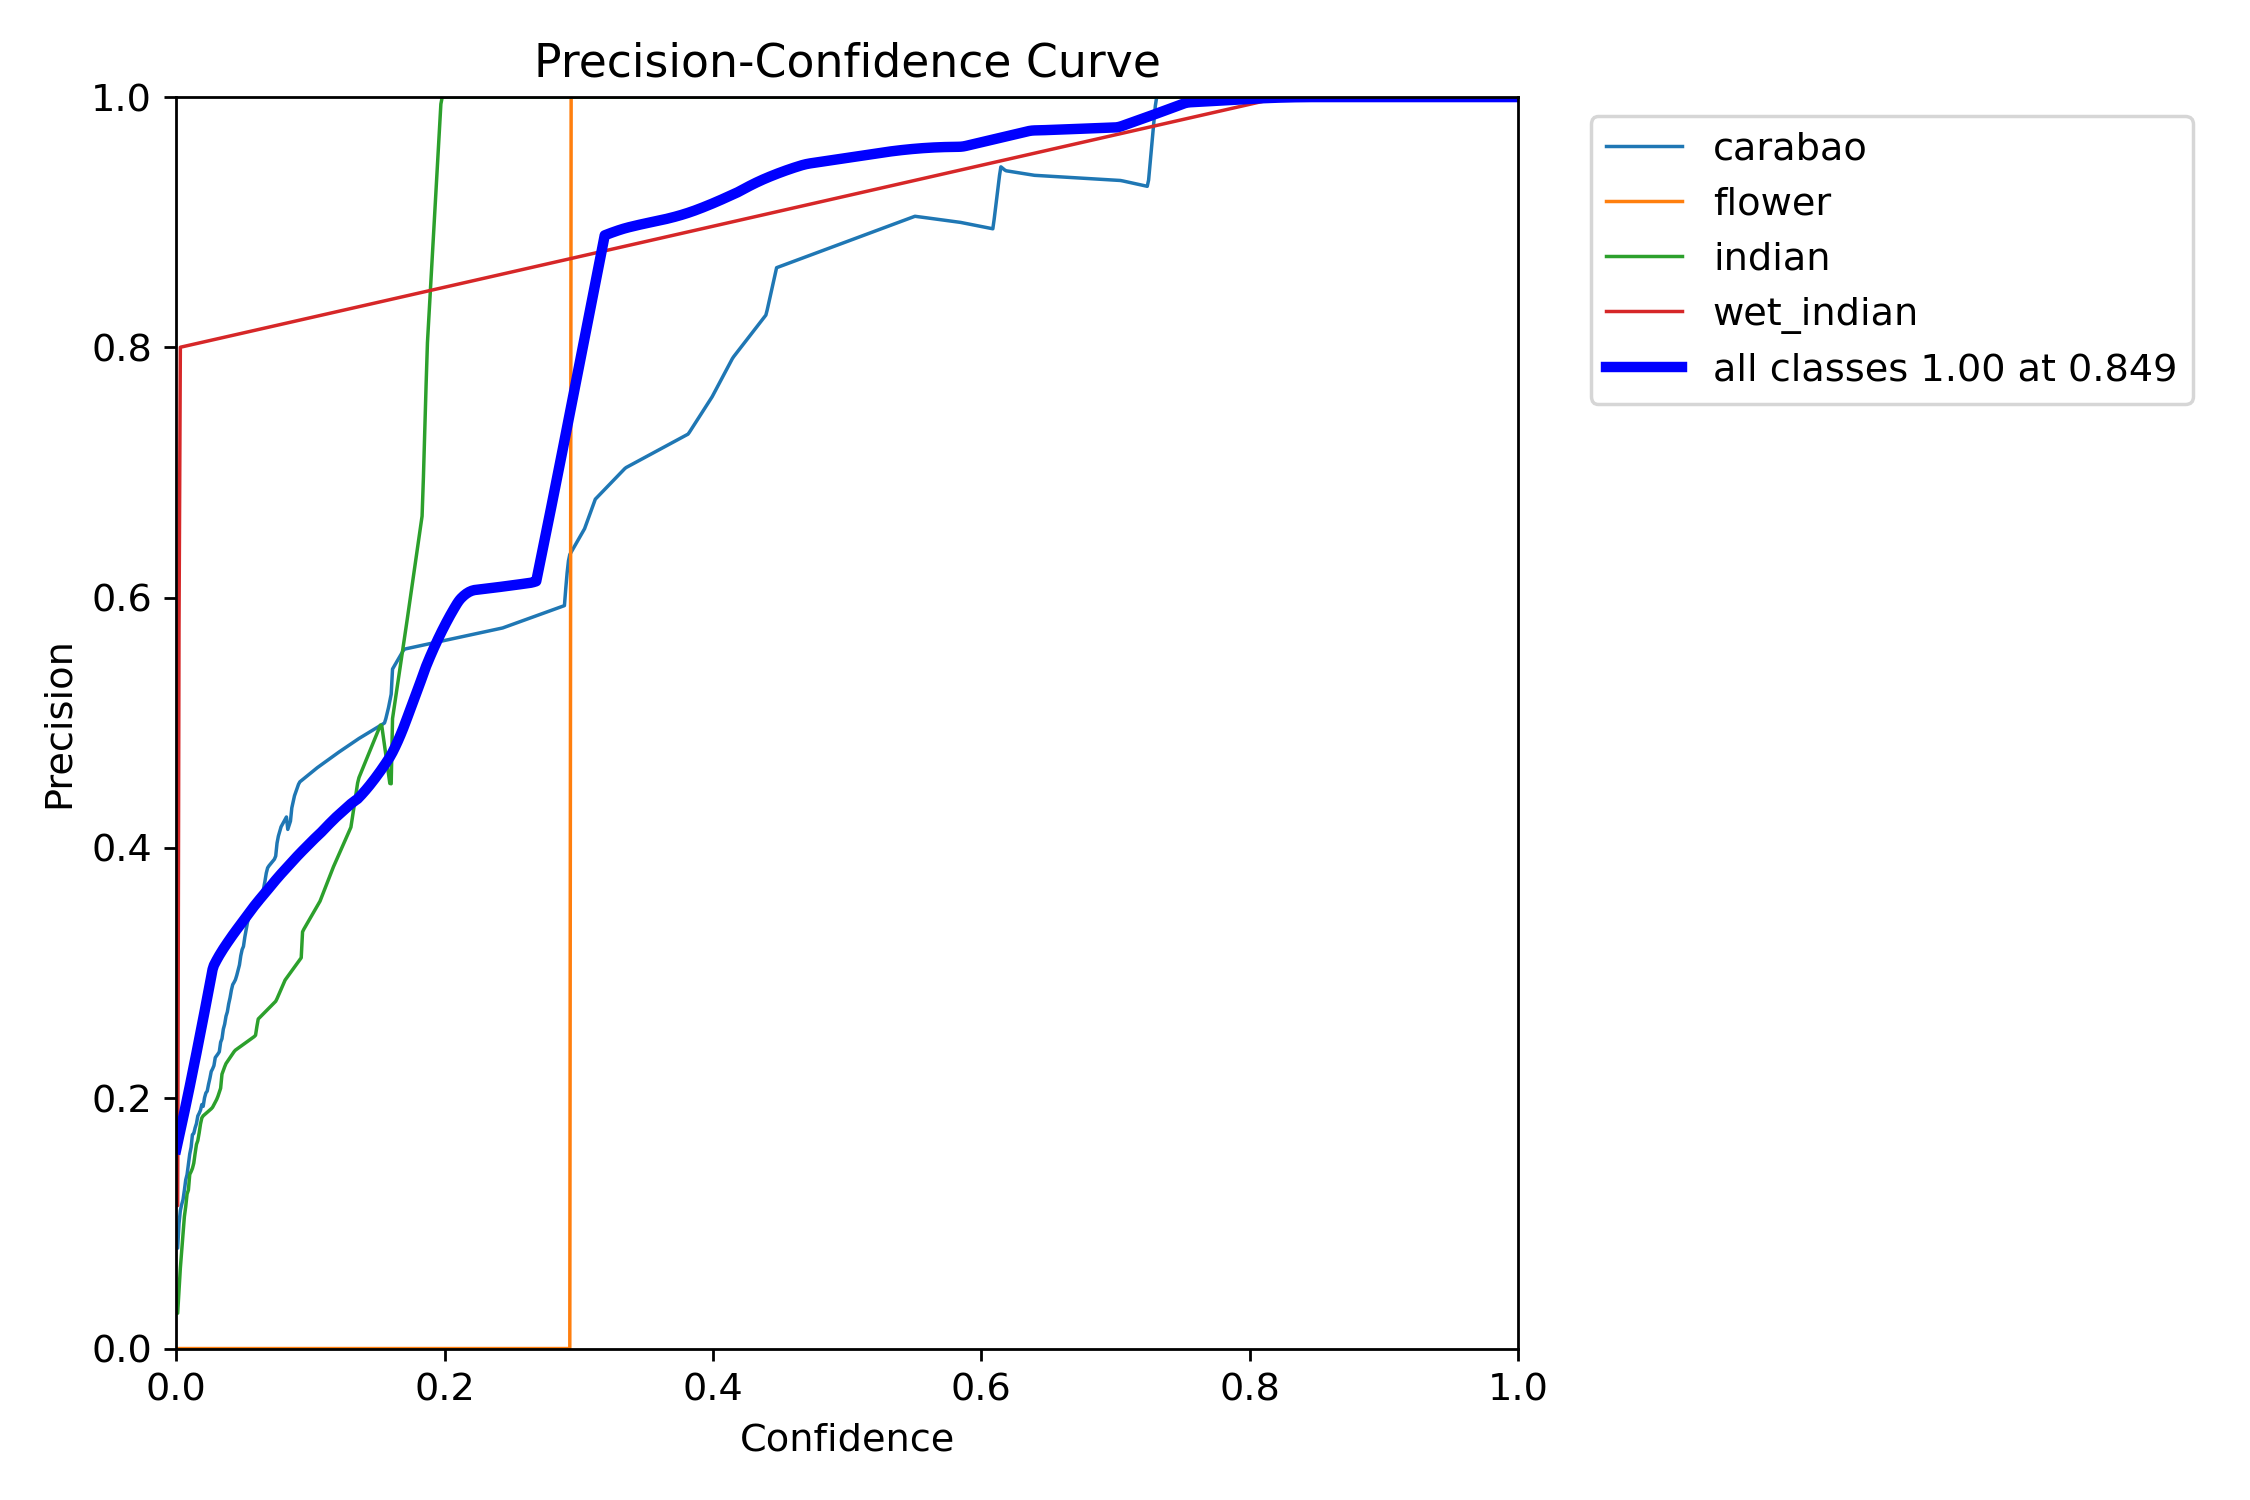 Precision-Confidence Curve
1.0
0.8
0.6
0.4
0.2
0.0
Precision
0.0 0.2 0.4 0.6 0.8 1.0
Confidence
carabao
flower
indian
wet_indian
all classes 1.00 at 0.849